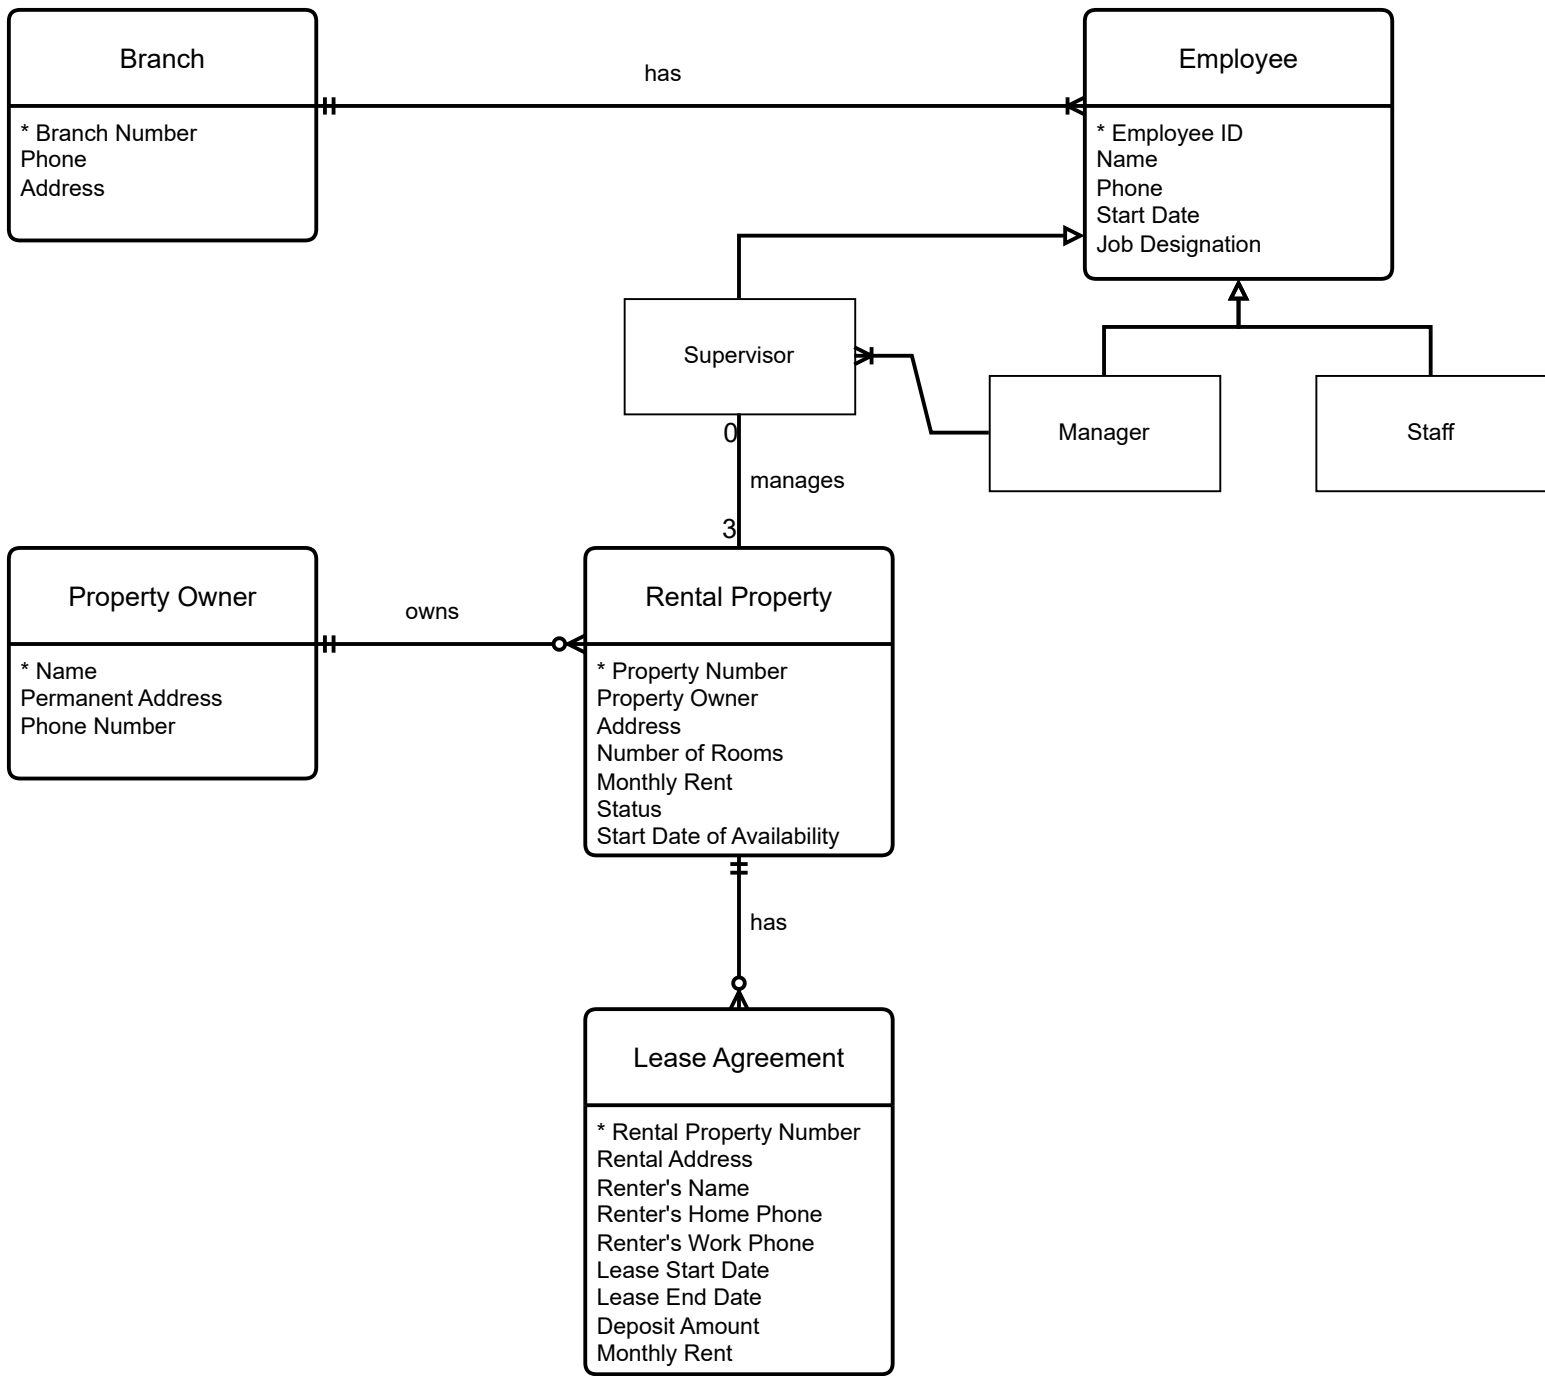 Branch
* Branch Number
Phone
Address
has
Employee
* Employee ID
Name
Phone
Start Date
Job Designation
Supervisor
Manager
Staff
0
manages
3
Property Owner
* Name
Permanent Address
Phone Number
owns
Rental Property
* Property Number
Property Owner
Address
Number of Rooms
Monthly Rent
Status
Start Date of Availability
has
Lease Agreement
* Rental Property Number
Rental Address
Renter's Name
Renter's Home Phone
Renter's Work Phone
Lease Start Date
Lease End Date
Deposit Amount
Monthly Rent